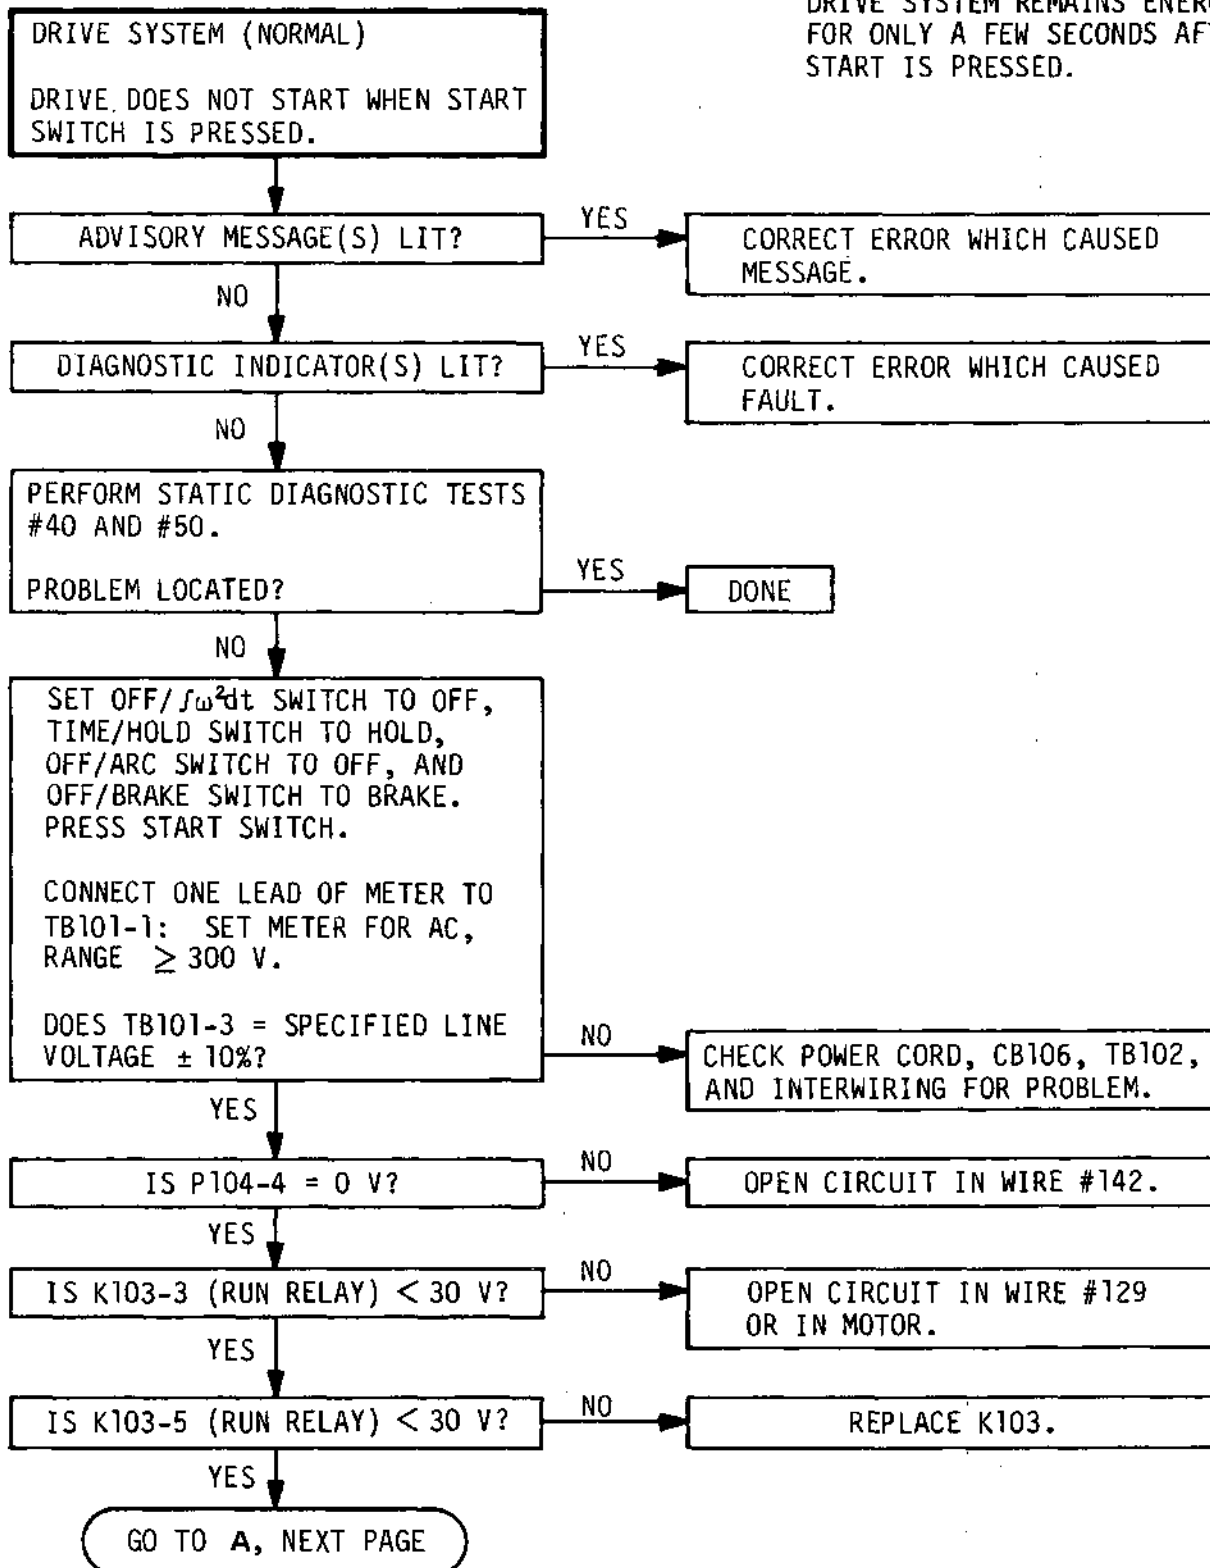 DRIVE SYSTEM REMAINS
FOR ONLY A FEW SECONDS
START IS PRESSED.
DRIVE SYSTEM (NORMAL)
DRIVE DOES NOT START WHEN START
SWITCH IS PRESSED.
ADVISORY MESSAGE(S) LIT?
YES
CORRECT ERROR WHICH CAUSED
MESSAGE.
NO
DIAGNOSTIC INDICATOR(S) LIT?
YES
CORRECT ERROR WHICH CAUSED
FAULT.
NO
PERFORM STATIC DIAGNOSTIC TESTS
#40 AND #50.
PROBLEM LOCATED?
YES
DONE
NO
SET OFF/∫ω²dt SWITCH TO OFF,
TIME/HOLD SWITCH TO HOLD,
OFF/ARC SWITCH TO OFF, AND
OFF/BRAKE SWITCH TO BRAKE.
PRESS START SWITCH.
CONNECT ONE LEAD OF METER TO
TB101-1: SET METER FOR AC,
RANGE ≥ 300 V.
DOES TB101-3 = SPECIFIED LINE
VOLTAGE ± 10%?
NO
CHECK POWER CORD, CB106, TB102,
AND INTERWIRING FOR PROBLEM.
YES
IS P104-4 = 0 V?
NO
OPEN CIRCUIT IN WIRE #142.
YES
IS K103-3 (RUN RELAY) < 30 V?
NO
OPEN CIRCUIT IN WIRE #129
OR IN MOTOR.
YES
IS K103-5 (RUN RELAY) < 30 V?
NO
REPLACE K103.
YES
GO TO A, NEXT PAGE